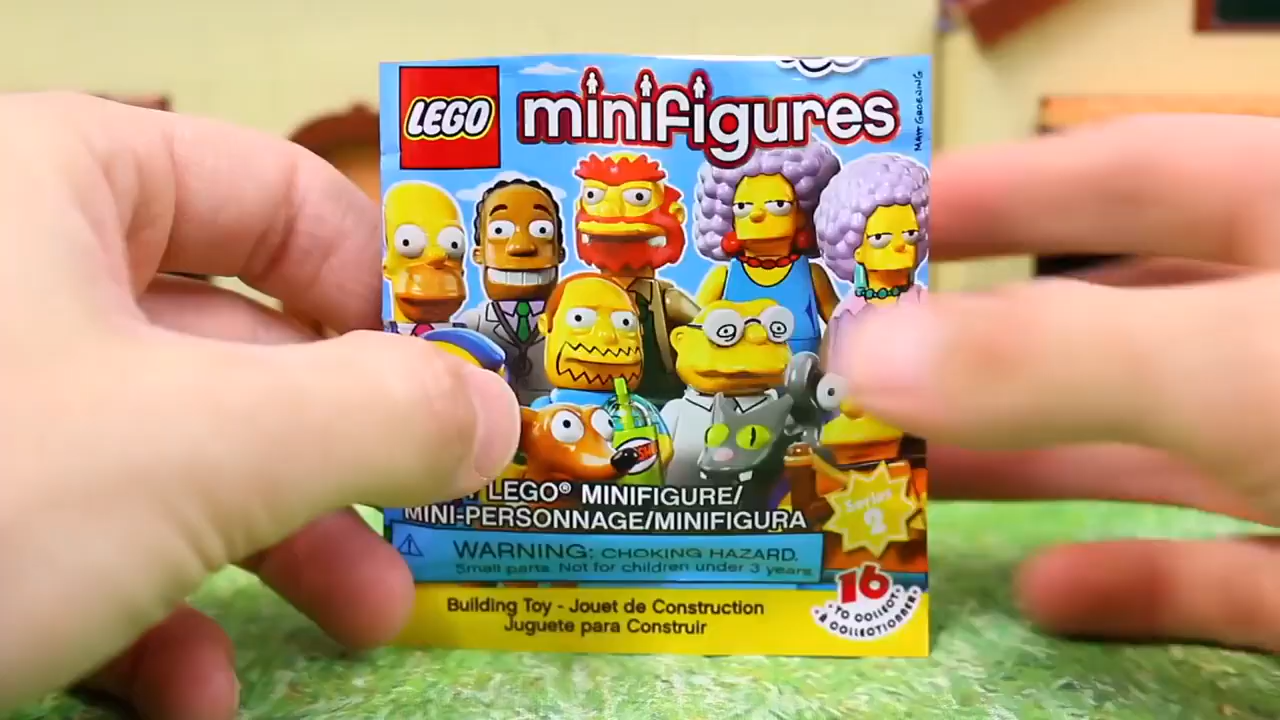 LEGO
minifigures
MATT GROENING
LEGO® MINIFIGURE/
MINI-PERSONNAGE/MINIFIGURA
Series
2
WARNING: CHOKING HAZARD.
Small parts. Not for children under 3 years
16
TO COLLECT
À COLLECTIONNER
Building Toy - Jouet de Construction
Juguete para Construir